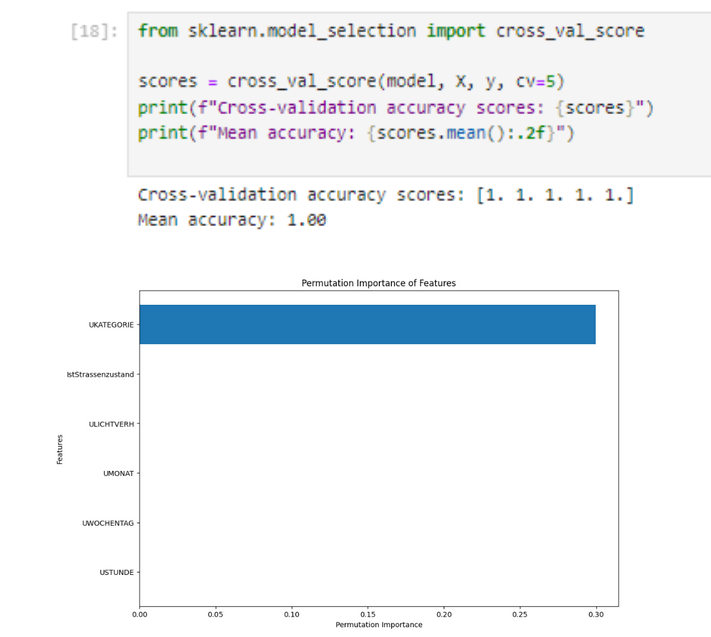 [18]: from sklearn.model_selection import cross_val_score
scores = cross_val_score(model, X, y, cv=5)
print(f"Cross-validation accuracy scores: {scores}")
print(f"Mean accuracy: {scores.mean():.2f}")
Cross-validation accuracy scores: [1. 1. 1. 1. 1.]
Mean accuracy: 1.00
Permutation Importance of Features
UKATEGORIE
IstStrassenzustand
ULICHTVERH
UMONAT
UWOCHENTAG
USTUNDE
Features
0.00 0.05 0.10 0.15 0.20 0.25 0.30
Permutation Importance